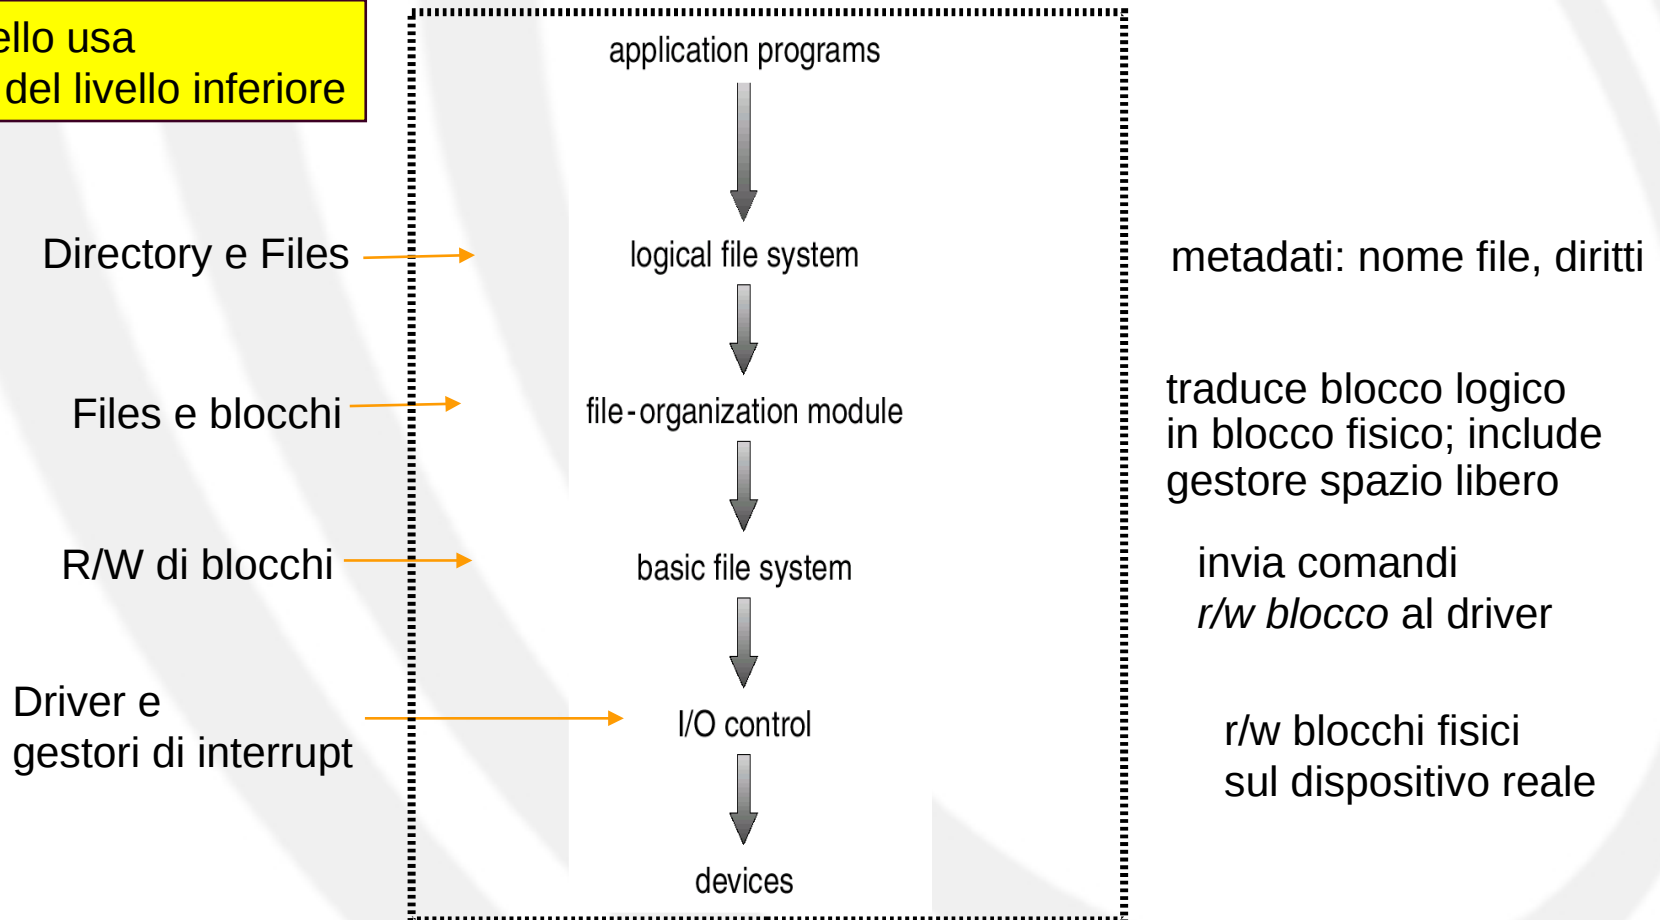 ello usa
del livello inferiore
application programs
Directory e Files
logical file system
metadati: nome file, diritti
Files e blocchi
file-organization module
traduce blocco logico
in blocco fisico; include
gestore spazio libero
R/W di blocchi
basic file system
invia comandi
r/w blocco al driver
Driver e
gestori di interrupt
I/O control
r/w blocchi fisici
sul dispositivo reale
devices